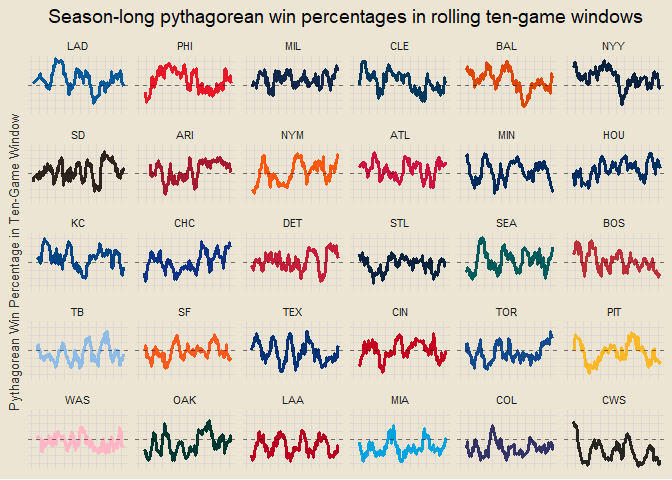 Season-long pythagorean win percentages in rolling ten-game windows
Pythagorean Win Percentage in Ten-Game Window
LAD PHI MIL CLE BAL NYY
SD ARI NYM ATL MIN HOU
KC CHC DET STL SEA BOS
TB SF TEX CIN TOR PIT
WAS OAK LAA MIA COL CWS